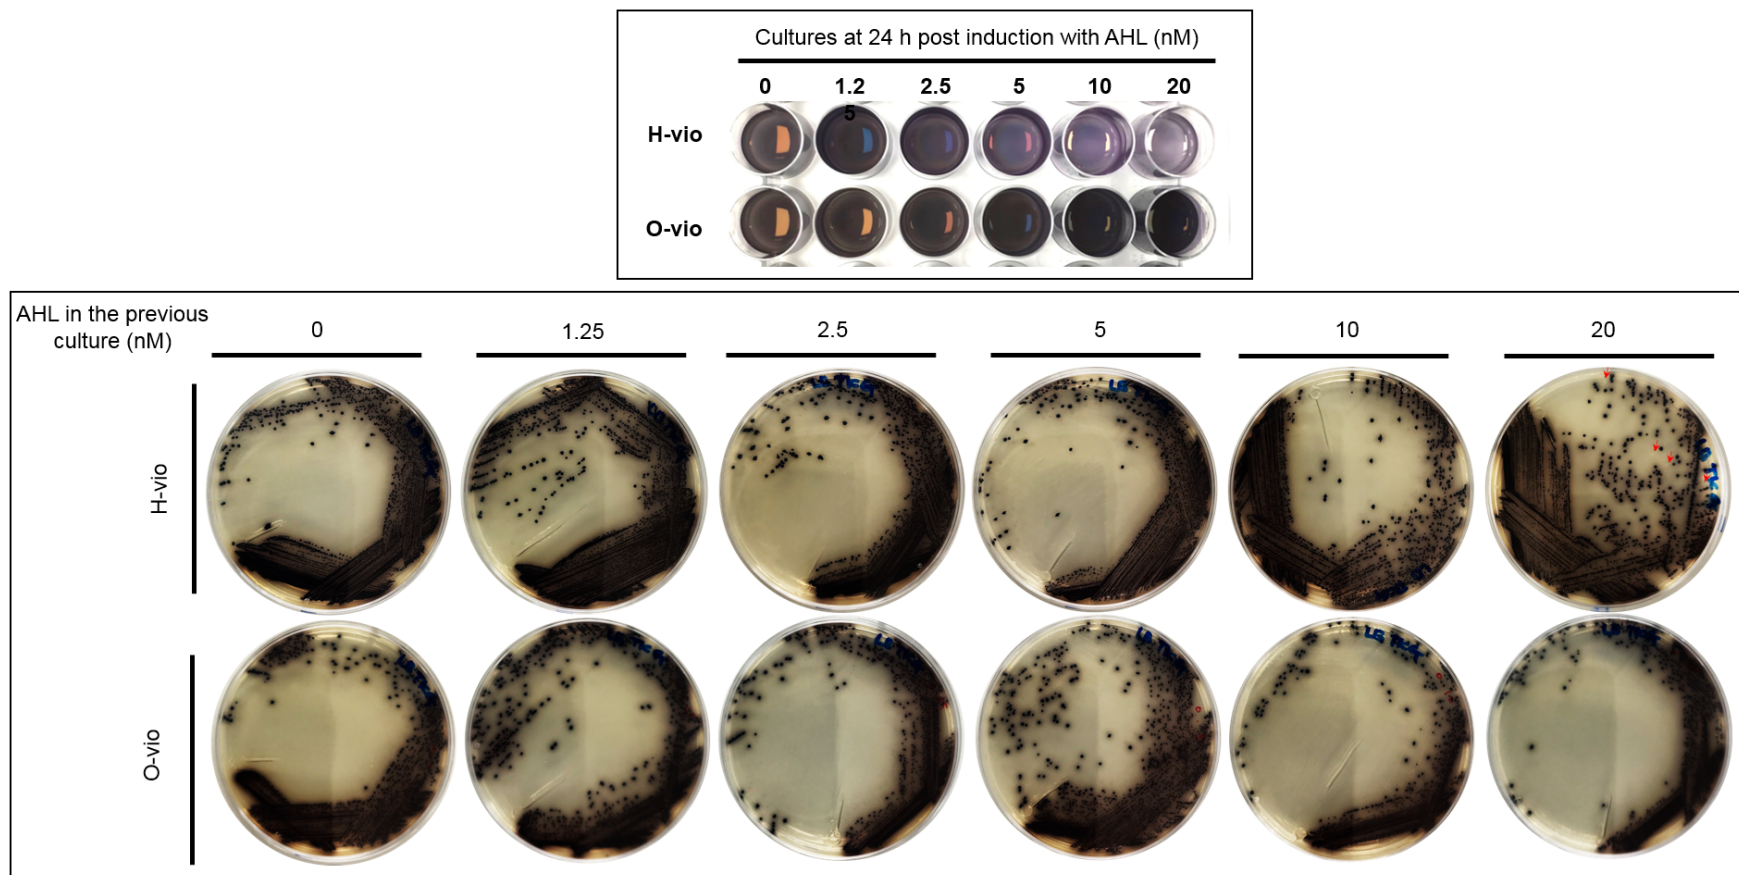 Cultures at 24 h post induction with AHL (nM)
0 1.2 2.5 5 10 20
5
H-vio
O-vio
AHL in the previous
culture (nM)
0 1.25 2.5 5 10 20
H-vio
O-vio